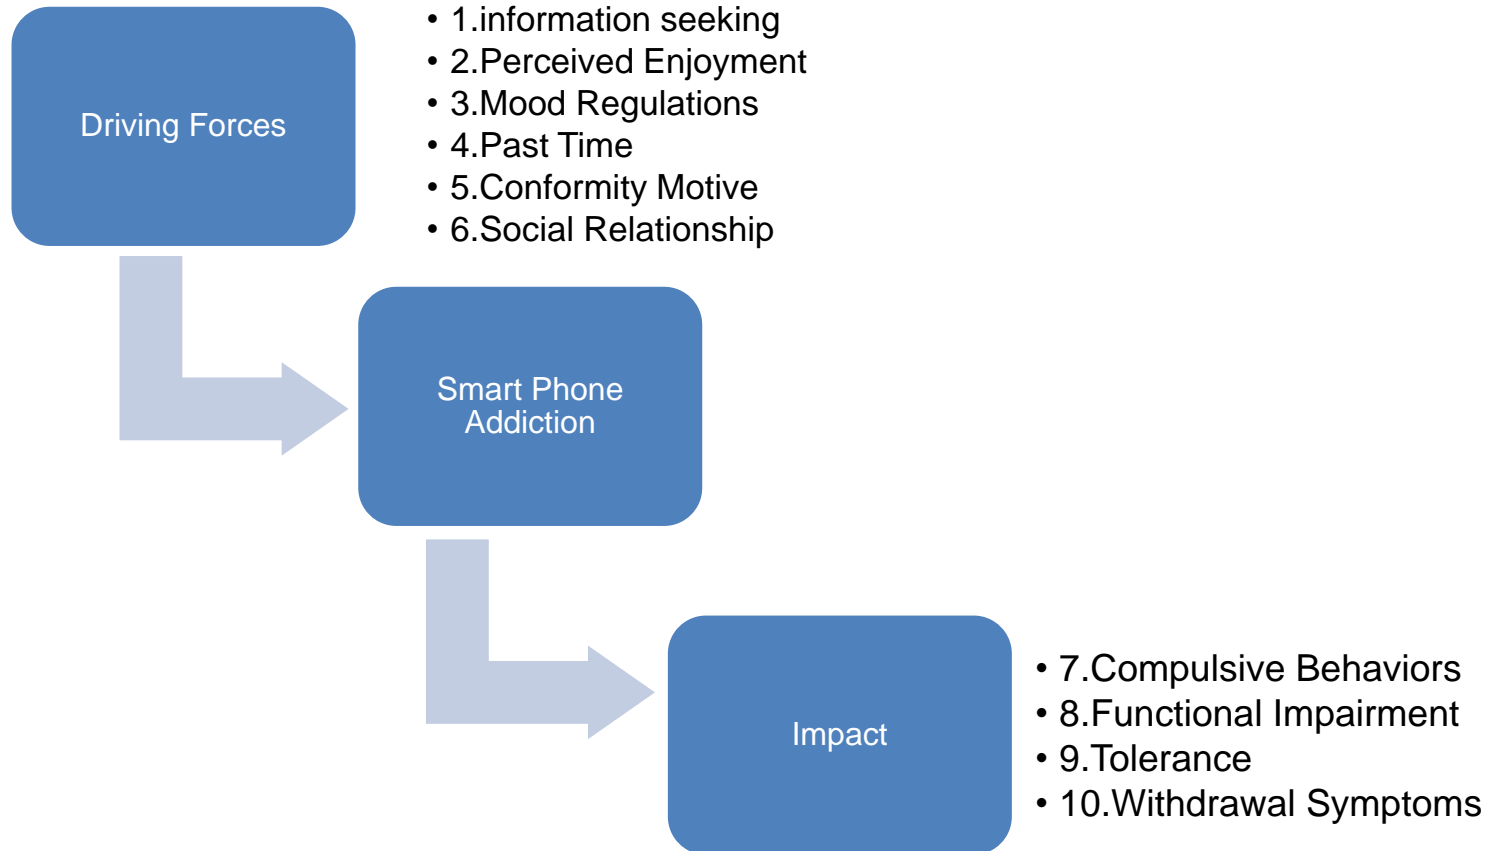 Driving Forces
• 1.information seeking
• 2.Perceived Enjoyment
• 3.Mood Regulations
• 4.Past Time
• 5.Conformity Motive
• 6.Social Relationship
Smart Phone
Addiction
Impact
• 7.Compulsive Behaviors
• 8.Functional Impairment
• 9.Tolerance
• 10.Withdrawal Symptoms